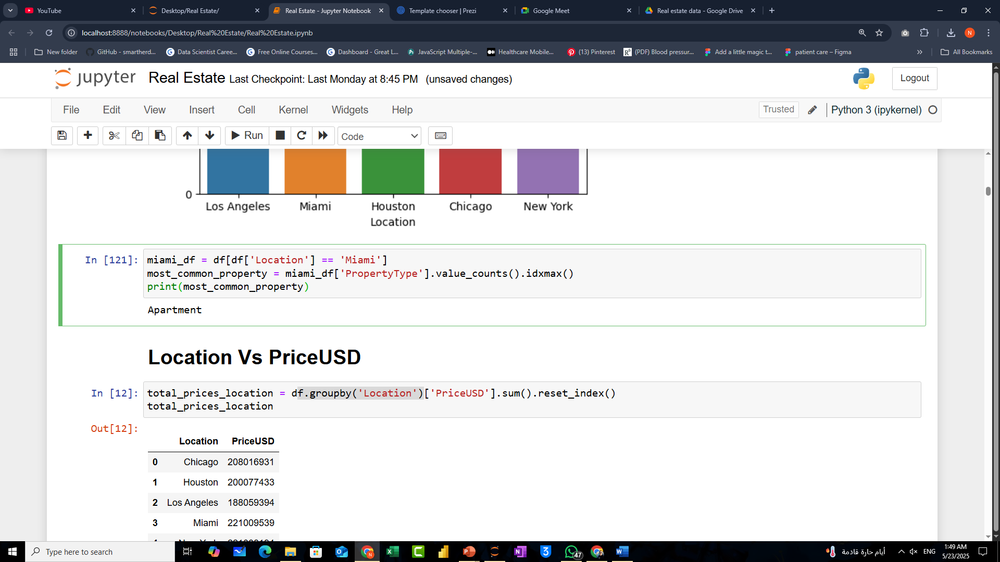 YouTube
Desktop/Real Estate/
Real Estate - Jupyter Notebook
Template chooser | Prezi
Google Meet
Real estate data - Google Drive
localhost:8888/notebooks/Desktop/Real%20Estate/Real%20Estate.ipynb
N
New folder
GitHub - smartherd...
Data Scientist Caree...
Free Online Courses...
Dashboard - Great L...
JavaScript Multiple-...
Healthcare Mobile...
(13) Pinterest
(PDF) Blood pressur...
Add a little magic t...
patient care – Figma
All Bookmarks
jupyter Real Estate Last Checkpoint: Last Monday at 8:45 PM (unsaved changes)
Logout
File Edit View Insert Cell Kernel Widgets Help
Trusted
Python 3 (ipykernel)
Run
Code
0
Los Angeles Miami Houston Chicago New York
Location
In [121]:
miami_df = df[df['Location'] == 'Miami']
most_common_property = miami_df['PropertyType'].value_counts().idxmax()
print(most_common_property)
Apartment
Location Vs PriceUSD
In [12]:
total_prices_location = df.groupby('Location')['PriceUSD'].sum().reset_index()
total_prices_location
Out[12]:
Location PriceUSD
0 Chicago 208016931
1 Houston 200077433
2 Los Angeles 188059394
3 Miami 221009539
Type here to search
47
أيام حارة قادمة
ENG
1:49 AM
5/23/2025